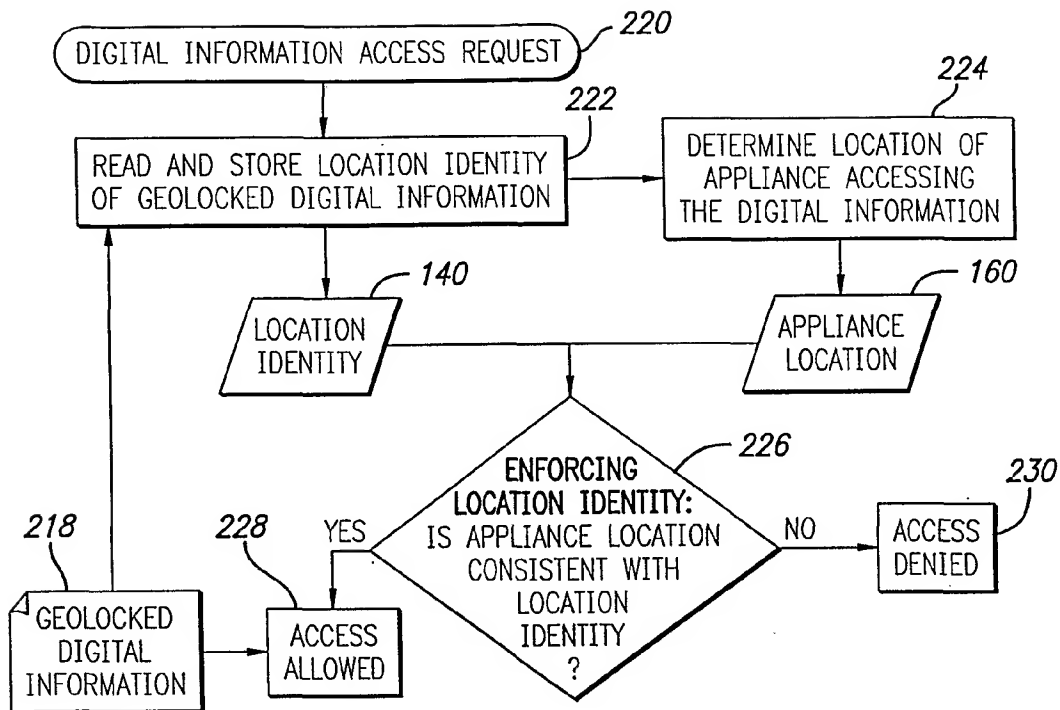 220
DIGITAL INFORMATION ACCESS REQUEST
222
READ AND STORE LOCATION IDENTITY
OF GEOLOCKED DIGITAL INFORMATION
224
DETERMINE LOCATION OF
APPLIANCE ACCESSING
THE DIGITAL INFORMATION
140
LOCATION
IDENTITY
160
APPLIANCE
LOCATION
226
ENFORCING
LOCATION IDENTITY:
IS APPLIANCE LOCATION
CONSISTENT WITH
LOCATION
IDENTITY
?
YES
NO
230
ACCESS
DENIED
218
GEOLOCKED
DIGITAL
INFORMATION
228
ACCESS
ALLOWED